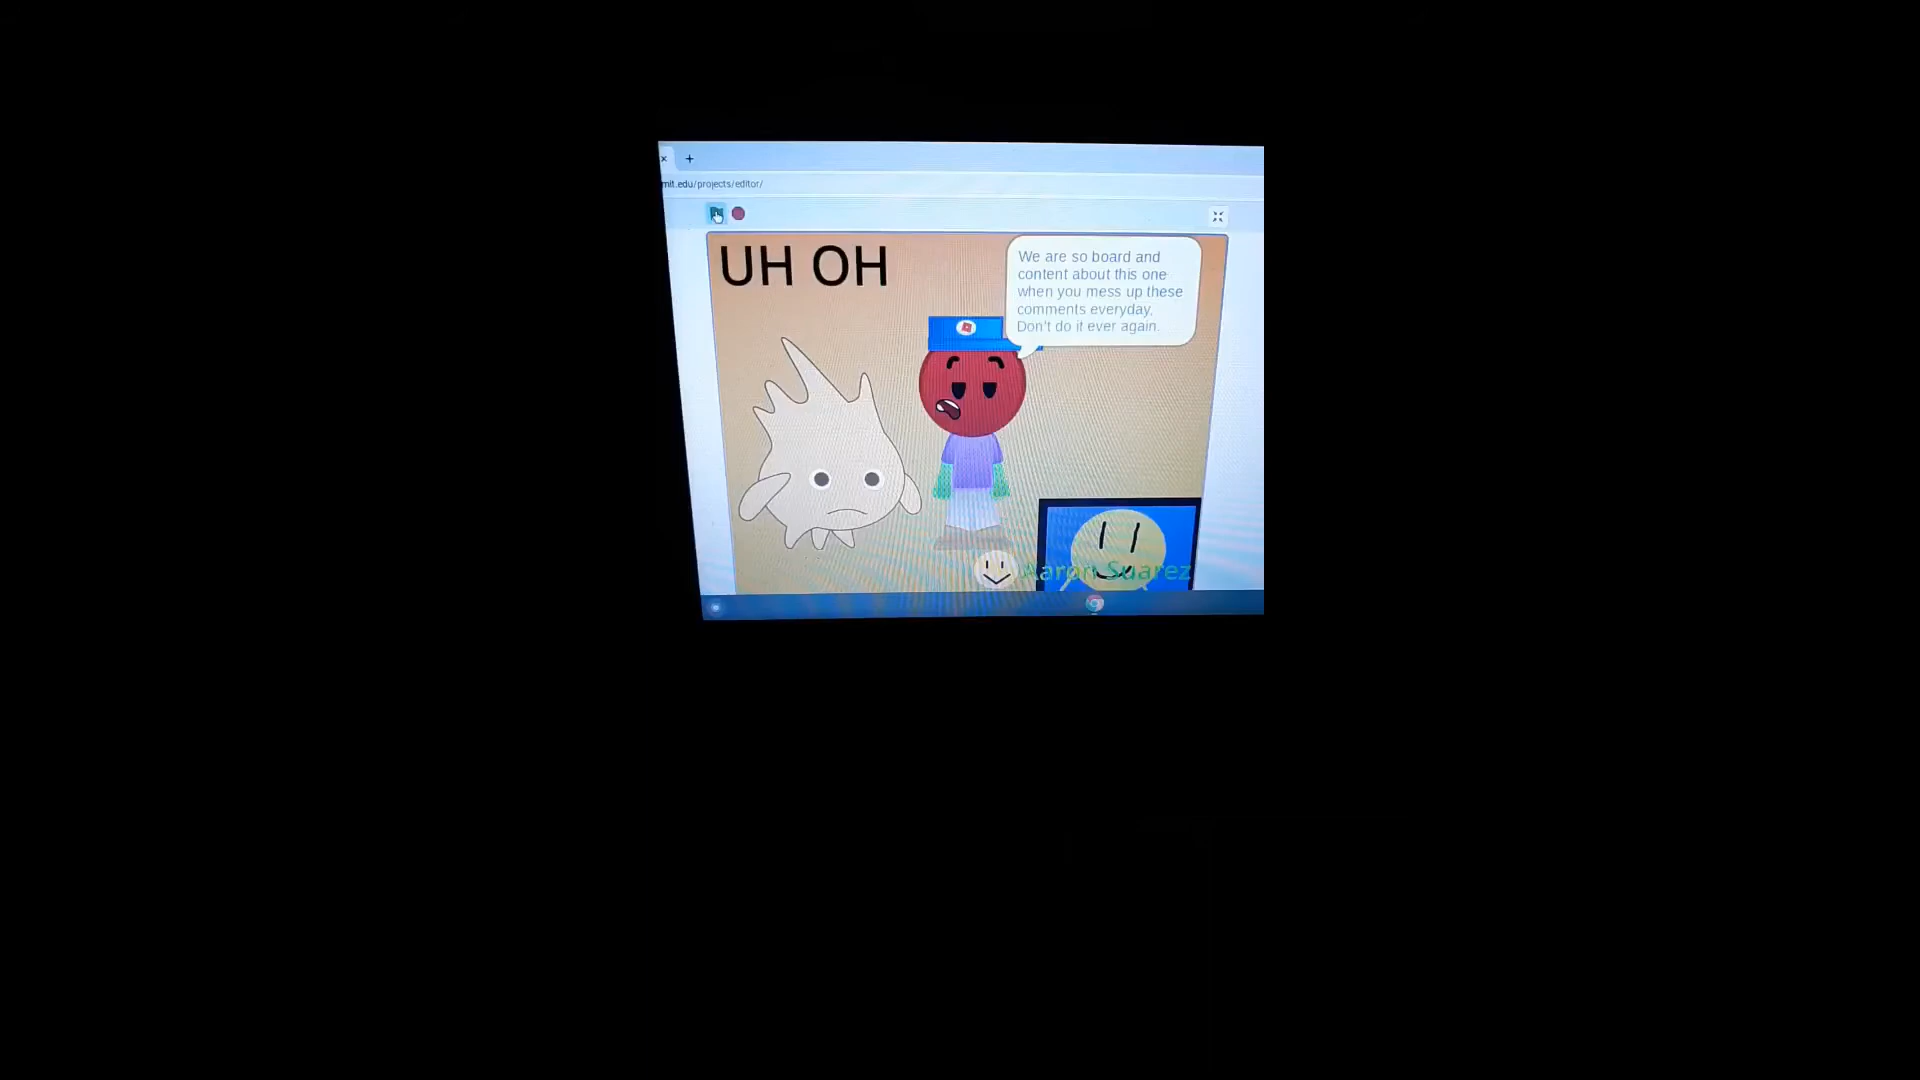 +
mit.edu/projects/editor/
UH OH
We are so board and
content about this one
when you mess up these
comments everyday,
Don't do it ever again.
Aaron Suarez